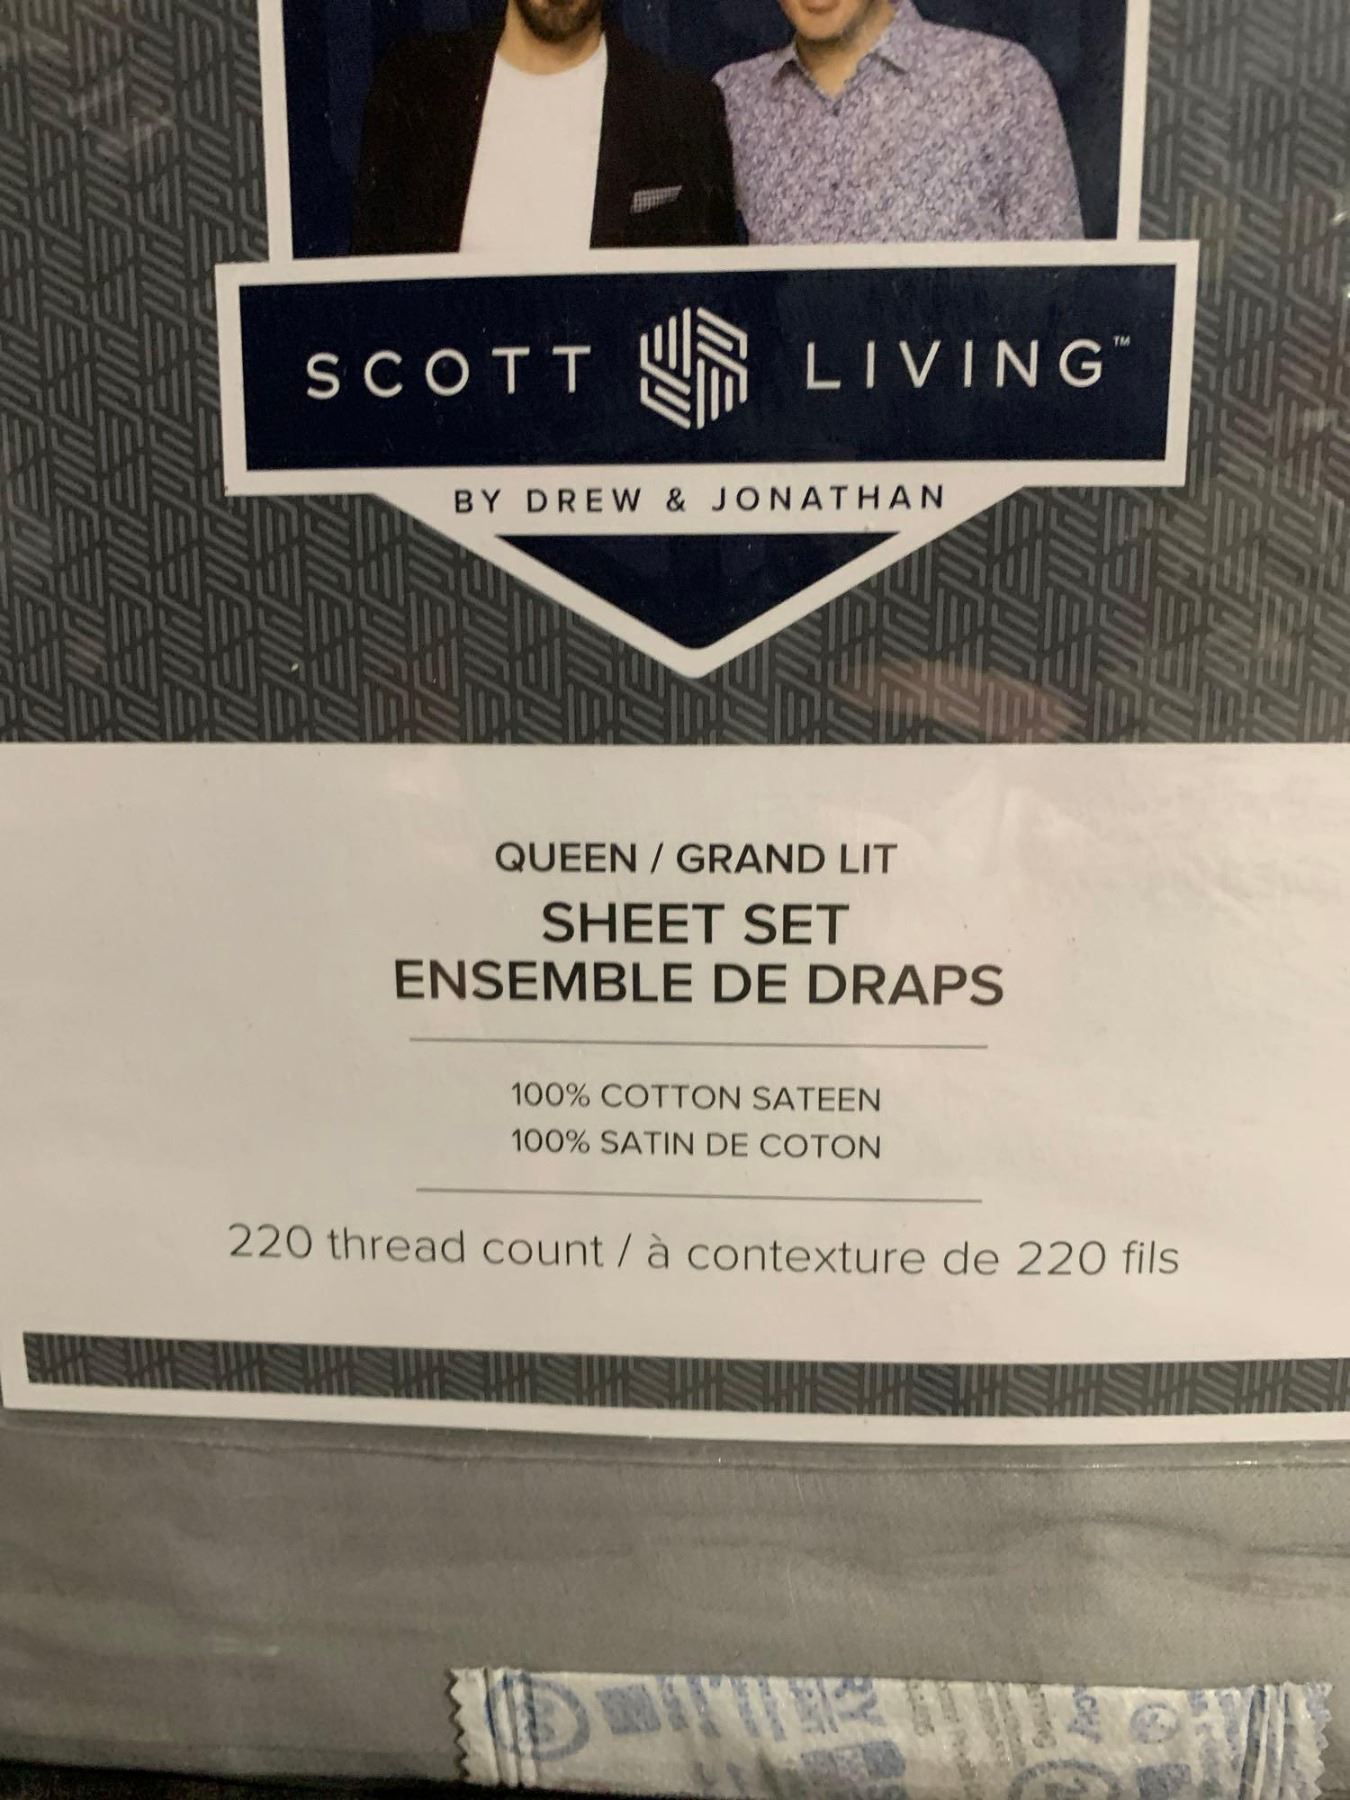 SCOTT LIVING™
BY DREW & JONATHAN
QUEEN / GRAND LIT
SHEET SET
ENSEMBLE DE DRAPS
100% COTTON SATEEN
100% SATIN DE COTON
220 thread count / à contexture de 220 fils